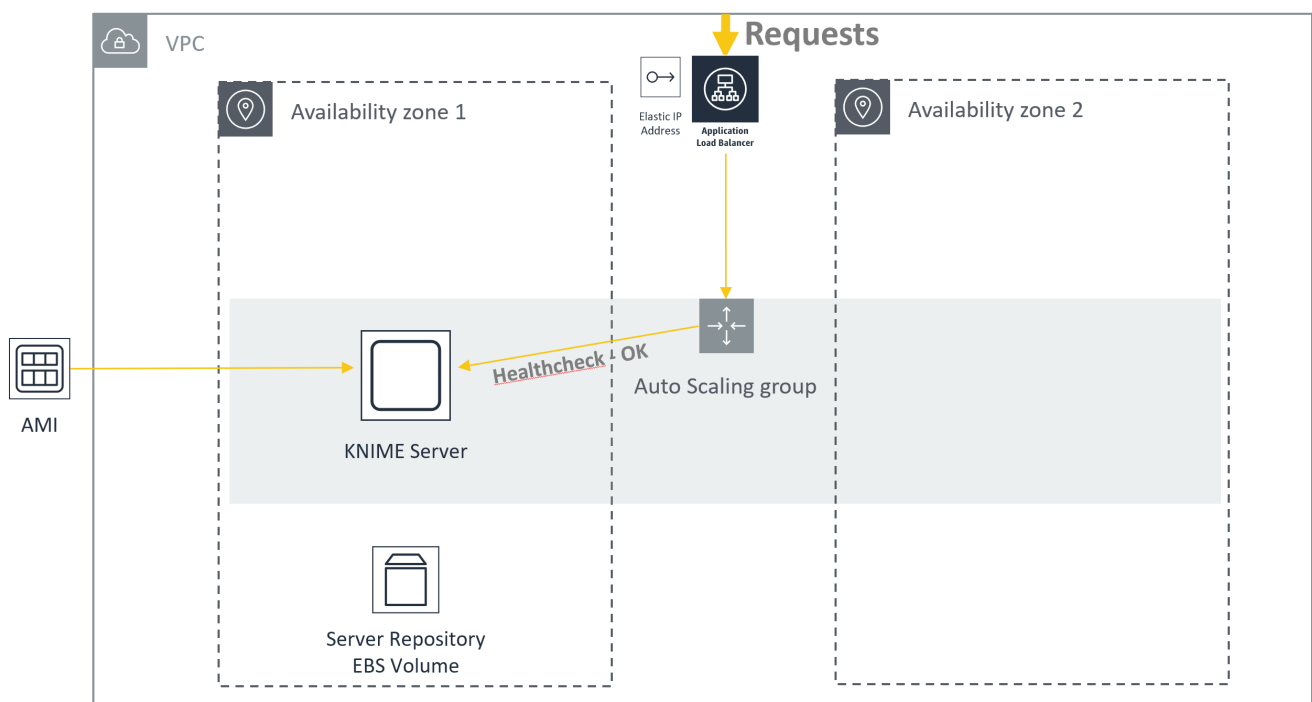 Requests
VPC
Availability zone 1
Elastic IP
Address
Application
Load Balancer
Availability zone 2
Healthcheck - OK
Auto Scaling group
AMI
KNIME Server
Server Repository
EBS Volume